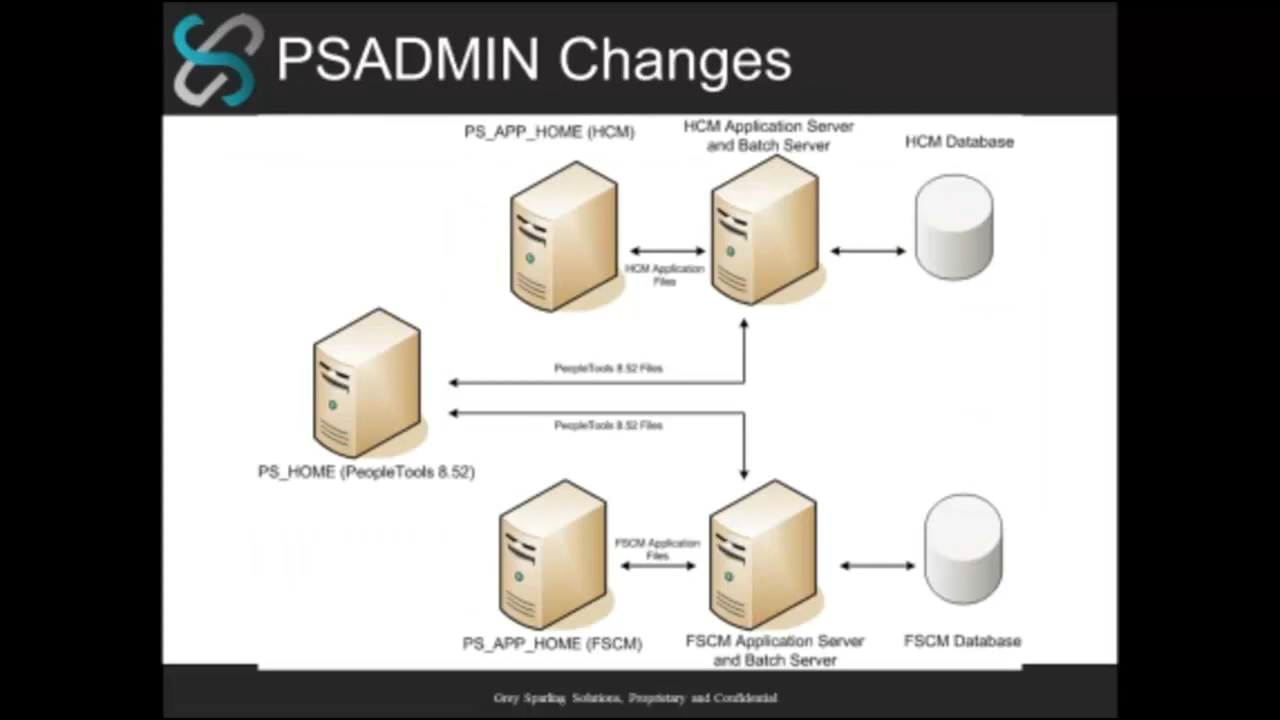 PSADMIN Changes
PS_APP_HOME (HCM)
HCM Application Server
and Batch Server
HCM Database
HCM Application
Files
PeopleTools 8.52 Files
PeopleTools 8.52 Files
PS_HOME (PeopleTools 8.52)
FSCM Application
Files
PS_APP_HOME (FSCM)
FSCM Application Server
and Batch Server
FSCM Database
Grey Sparling Solutions, Proprietary and Confidential